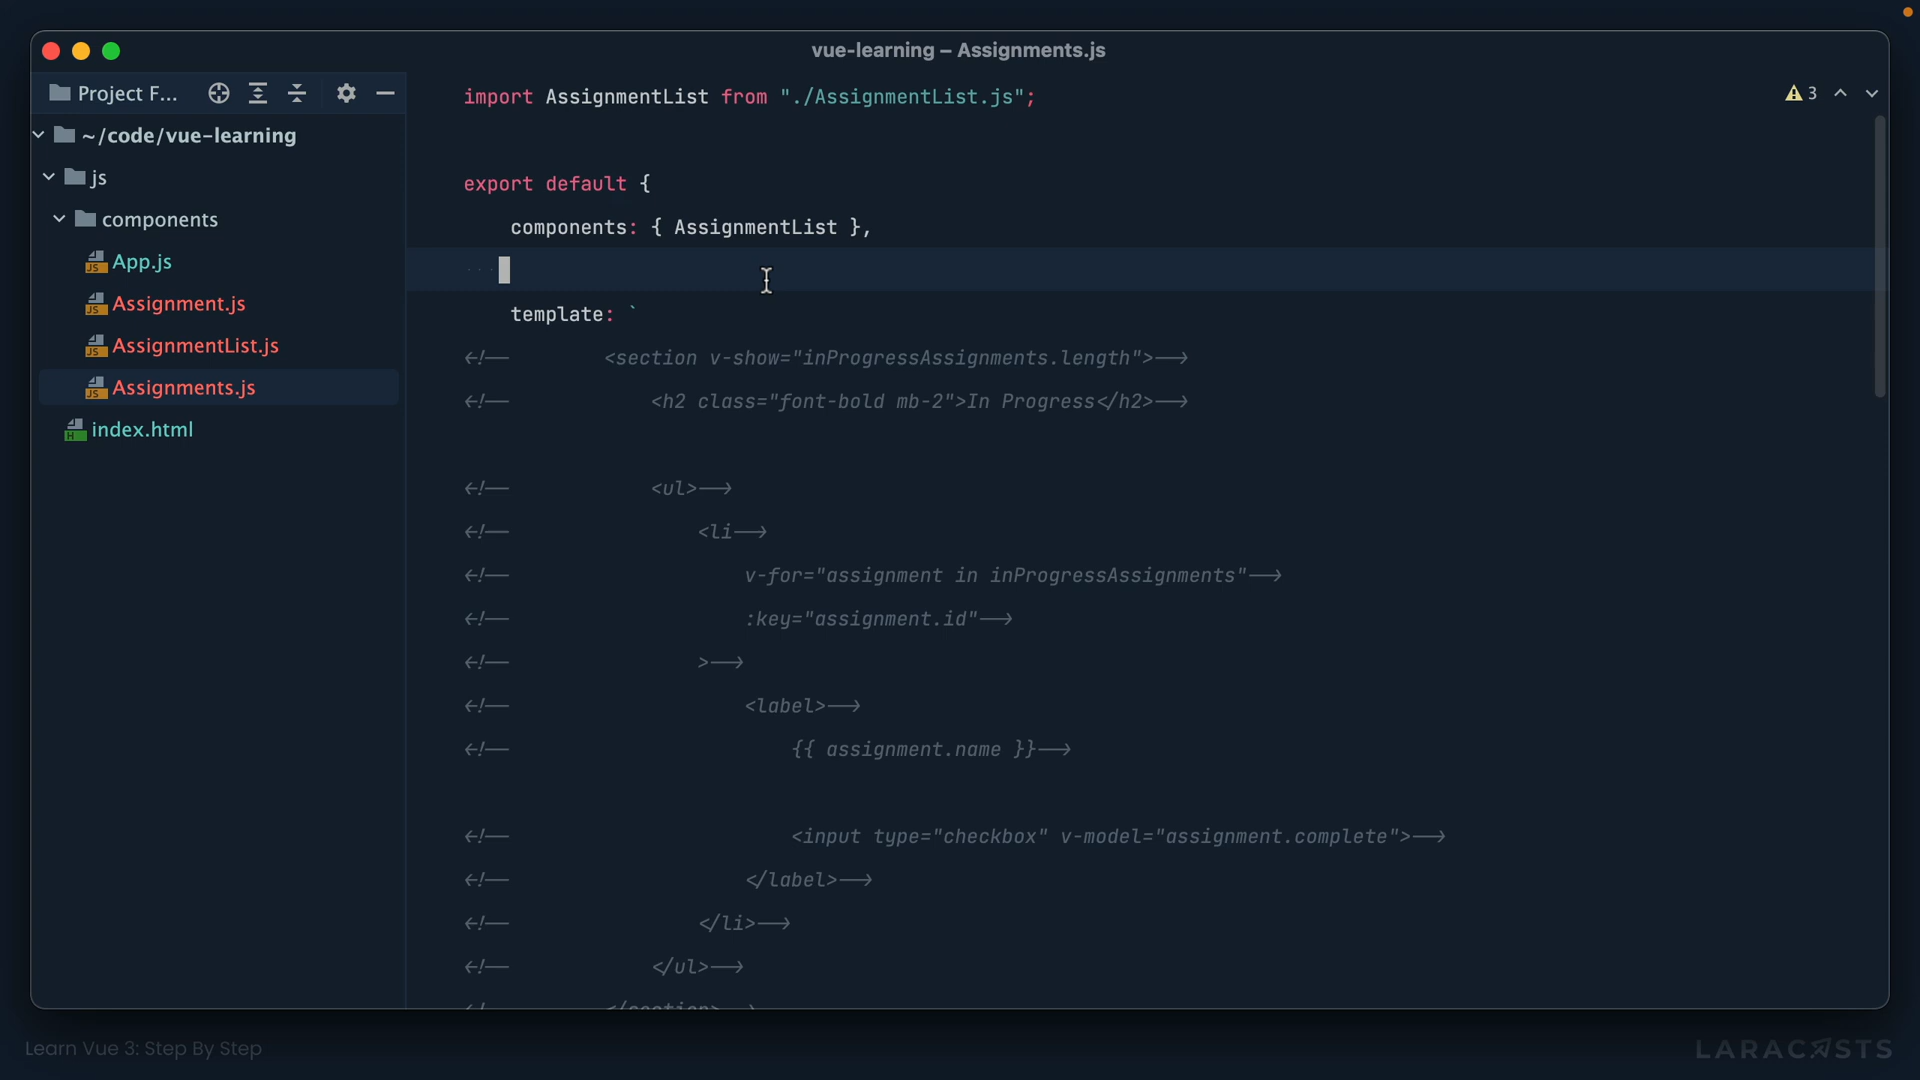 vue-learning – Assignments.js
Project F...
~/code/vue-learning
js
components
App.js
Assignment.js
AssignmentList.js
Assignments.js
index.html
3
import AssignmentList from "./AssignmentList.js";
export default {
components: { AssignmentList },
template: `
<!-- <section v-show="inProgressAssignments.length">-->
<!-- <h2 class="font-bold mb-2">In Progress</h2>-->
<!-- <ul>-->
<!-- <li-->
<!-- v-for="assignment in inProgressAssignments"-->
<!-- :key="assignment.id"-->
<!-- >-->
<!-- <label>-->
<!-- {{ assignment.name }}-->
<!-- <input type="checkbox" v-model="assignment.complete">-->
<!-- </label>-->
<!-- </li>-->
<!-- </ul>-->
<!-- </section>-->
Learn Vue 3: Step By Step
LARACASTS